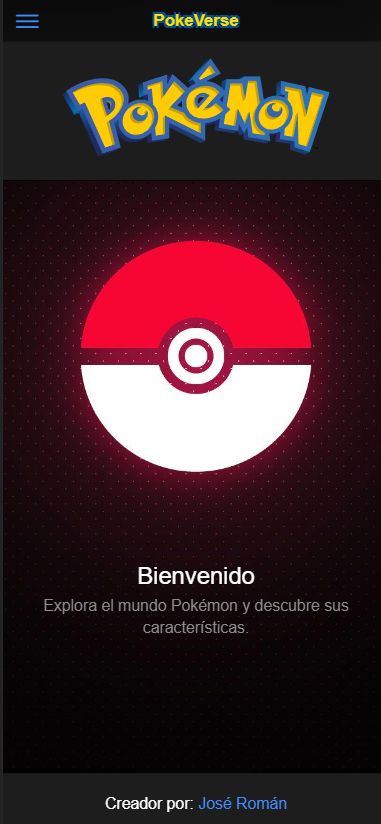 PokeVerse
POKéMON
Bienvenido
Explora el mundo Pokémon y descubre sus
características.
Creador por: José Román